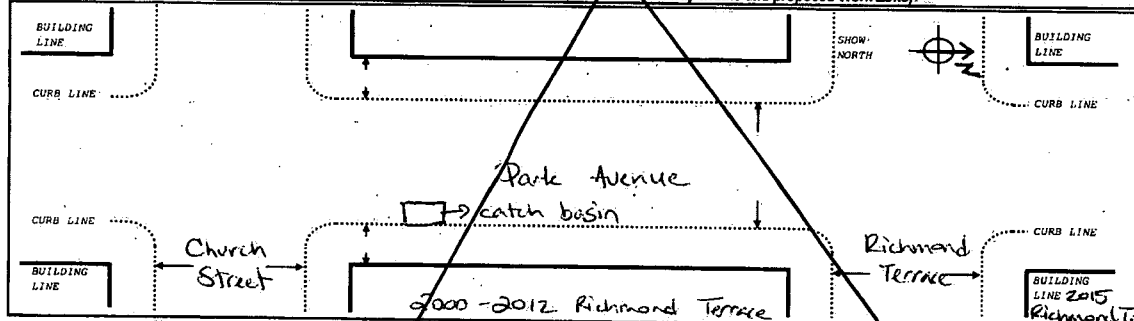 BUILDING
LINE
SHOW
NORTH
N
BUILDING
LINE
CURB LINE
CURB LINE
Park Avenue
catch basin
CURB LINE
CURB LINE
Church
Street
Richmond
Terrace
BUILDING
LINE
2000-2012 Richmond Terrace
BUILDING
LINE 2015
Richmond